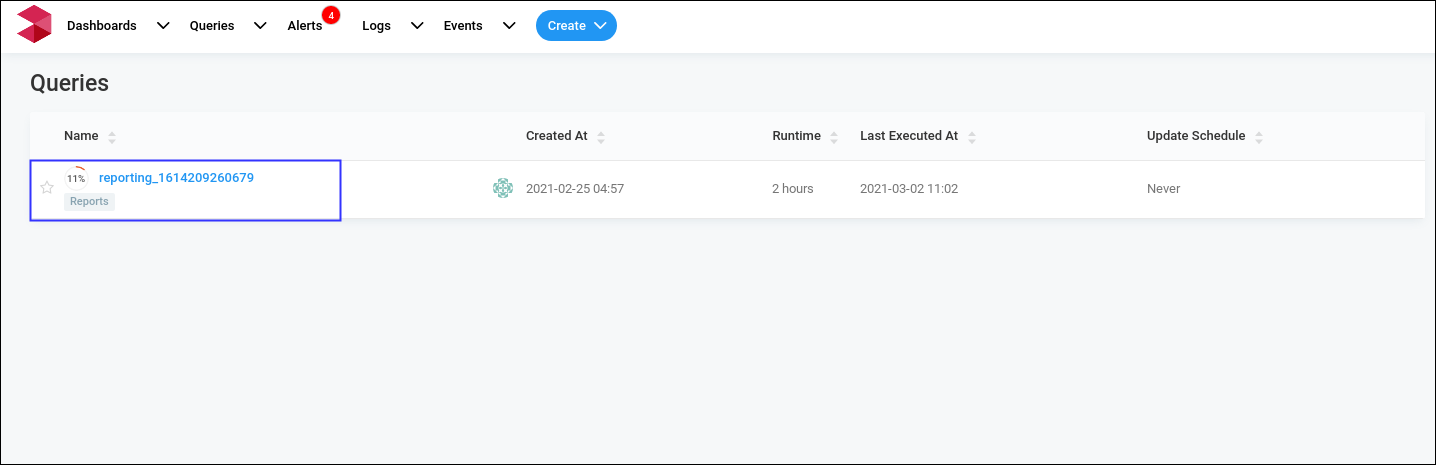 Dashboards Queries Alerts 4 Logs Events Create
Queries
Name Created At Runtime Last Executed At Update Schedule
11% reporting_1614209260679
Reports
2021-02-25 04:57 2 hours 2021-03-02 11:02 Never